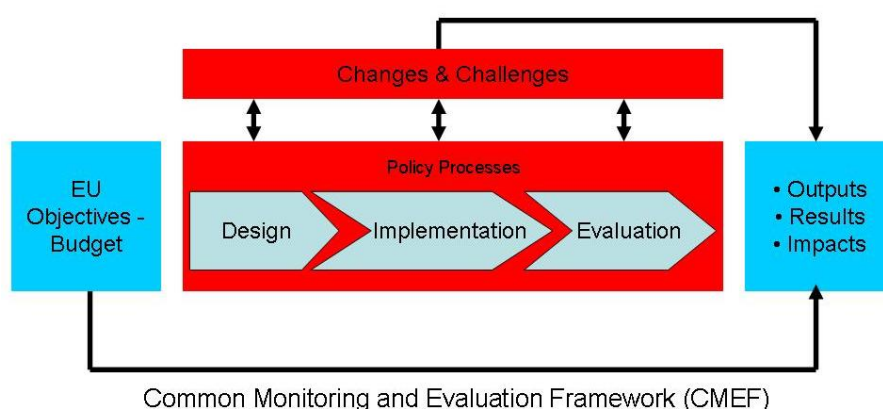 Changes & Challenges
EU
Objectives -
Budget
Policy Processes
Design
Implementation
Evaluation
• Outputs
• Results
• Impacts
Common Monitoring and Evaluation Framework (CMEF)